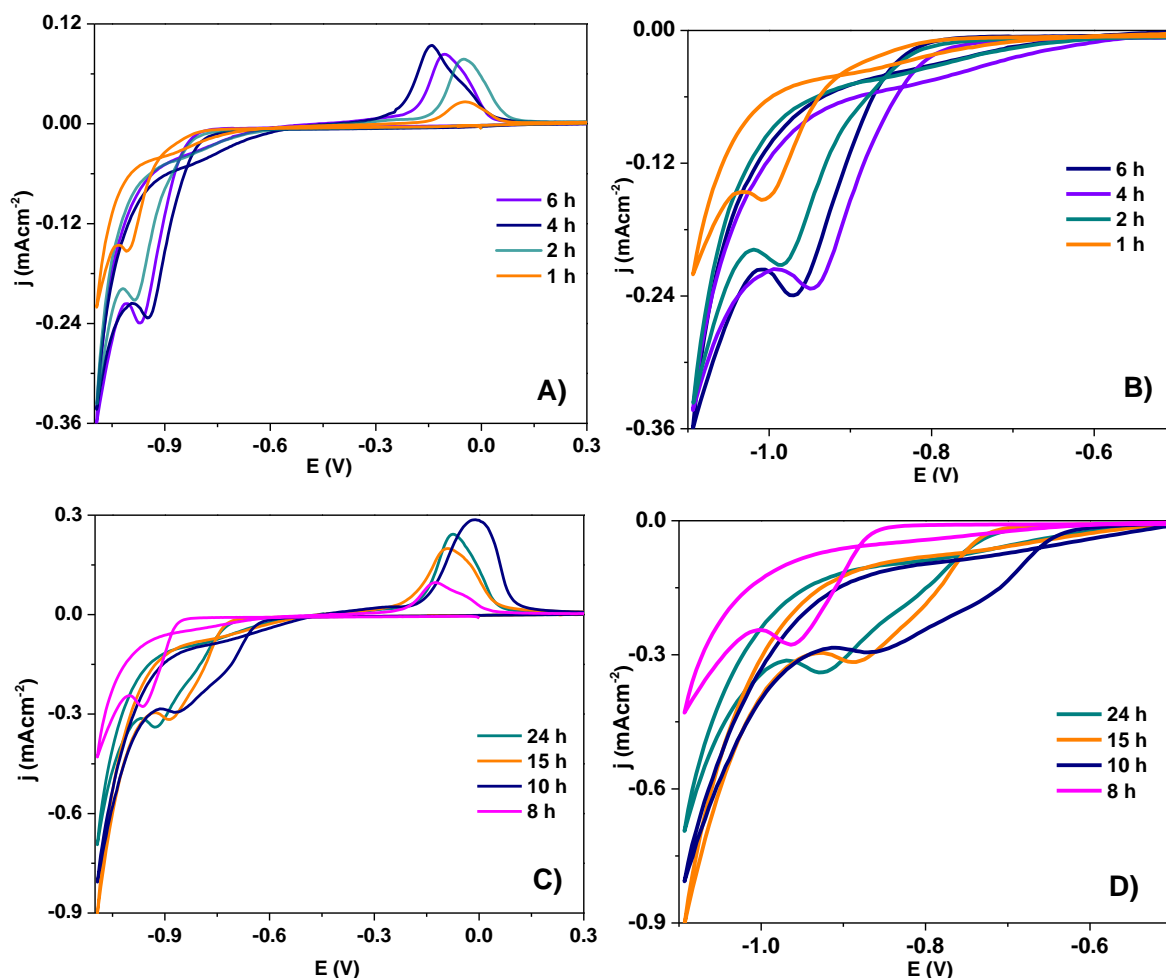 0.12
0.00
-0.12
-0.24
-0.36
-0.9
-0.6
-0.3
0.0
0.3
j (mAcm⁻²)
E (V)
6 h
4 h
2 h
1 h
A)
0.00
-0.12
-0.24
-0.36
-1.0
-0.8
-0.6
j (mAcm⁻²)
E (V)
6 h
4 h
2 h
1 h
B)
0.3
0.0
-0.3
-0.6
-0.9
-0.9
-0.6
-0.3
0.0
0.3
j (mAcm⁻²)
E (V)
24 h
15 h
10 h
8 h
C)
0.0
-0.3
-0.6
-0.9
-1.0
-0.8
-0.6
j (mAcm⁻²)
E (V)
24 h
15 h
10 h
8 h
D)